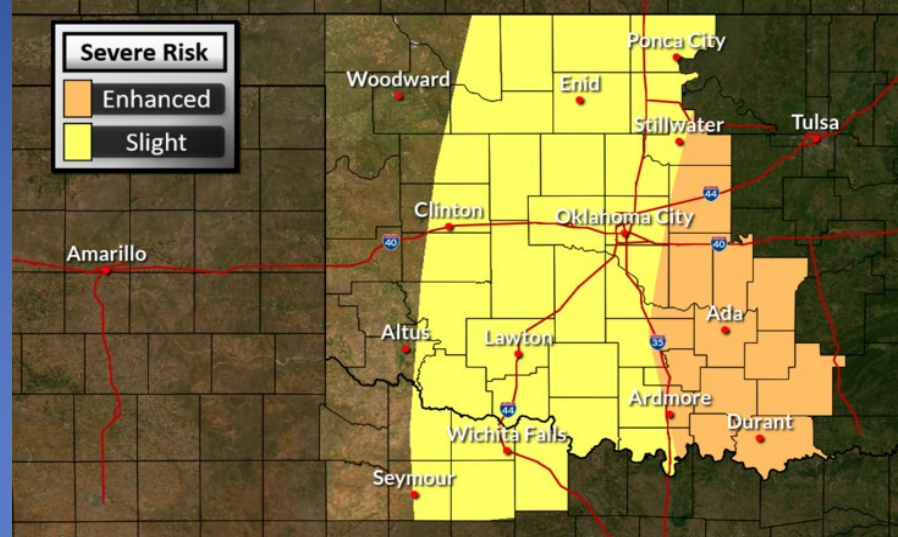 Severe Risk
Enhanced
Slight
Ponca City
Woodward
Enid
Stillwater
Tulsa
44
Clinton
Oklahoma City
40
40
Amarillo
Ada
Altus
Lawton
35
Ardmore
44
Durant
Wichita Falls
Seymour